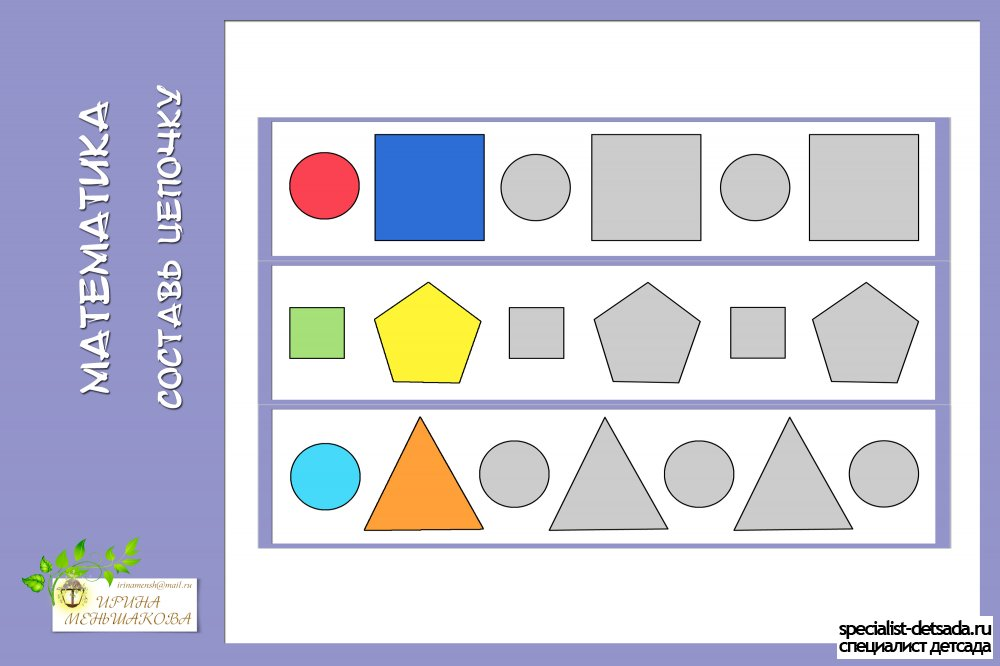 МАТЕМАТИКА
СОСТАВЬ ЦЕПОЧКУ
irinamensh@mail.ru
ИРИНА
МЕНЬШАКОВА
specialist-detsada.ru
специалист детсада